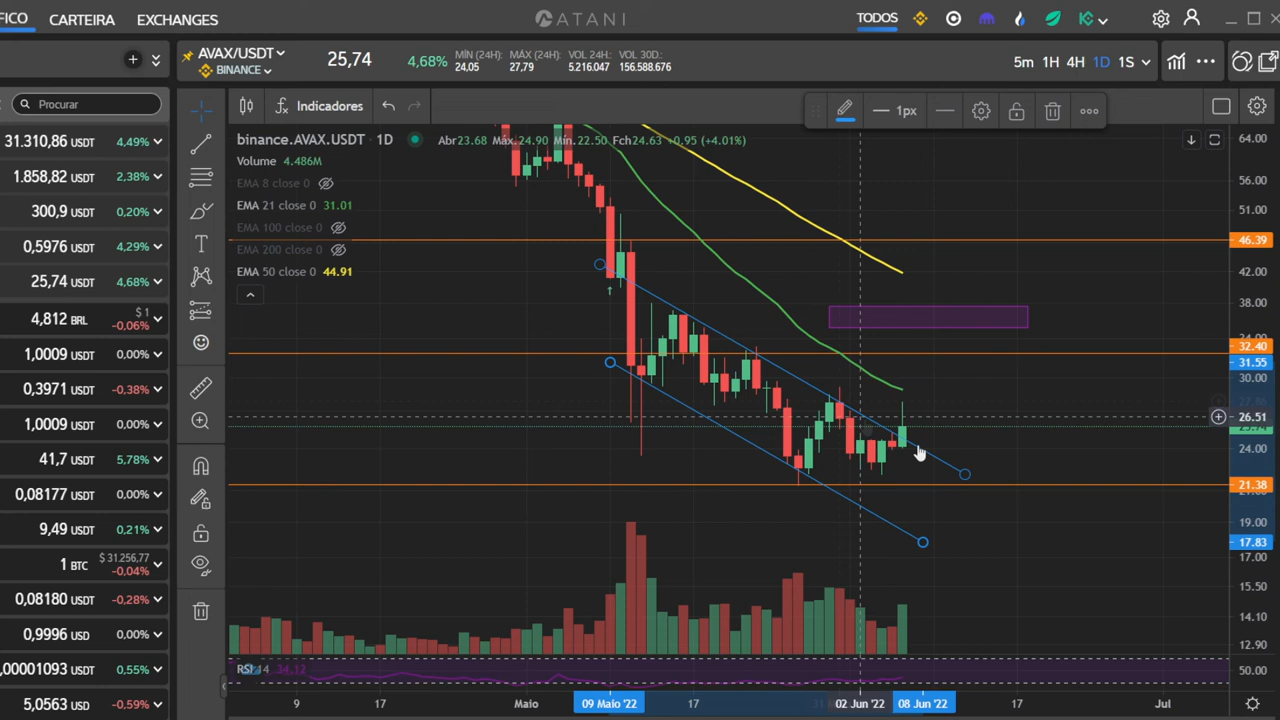 FICO CARTEIRA EXCHANGES ATANI TODOS
AVAX/USDT
BINANCE
25,74 4,68%
MÍN (24H): MÁX (24H): VOL 24H: VOL 30D:
24,05 27,79 5.216.047 156.588.676
5m 1H 4H 1D 1S
Procurar
Indicadores
1px
31.310,86 USDT 4,49%
1.858,82 USDT 2,38%
300,9 USDT 0,20%
0,5976 USDT 4,29%
25,74 USDT 4,68%
4,812 BRL $ 1 -0,06%
1,0009 USDT 0,00%
0,3971 USDT -0,38%
1,0009 USDT 0,00%
41,7 USDT 5,78%
0,08177 USDT 0,00%
9,49 USDT 0,21%
1 BTC $ 31256,77 -0,04%
0,08180 USDT -0,28%
0,9996 USD 0,00%
,00001093 USDT 0,55%
5,0563 USDT -0,59%
binance.AVAX.USDT 1D Abr23.68 Máx.24.90 Mín.22.50 Fch24.63 +0.95 (+4.01%)
Volume 4.486M
EMA 8 close 0
EMA 21 close 0 31.01
EMA 100 close 0
EMA 200 close 0
EMA 50 close 0 44.91
64.00
56.00
51.00
46.39
42.00
38.00
32.40
31.55
30.00
26.51
24.00
21.38
19.00
17.83
17.00
15.50
14.10
12.90
RSI 14 34.12
50.00
9 17 Maio 09 Maio '22 17 02 Jun '22 08 Jun '22 17 Jul